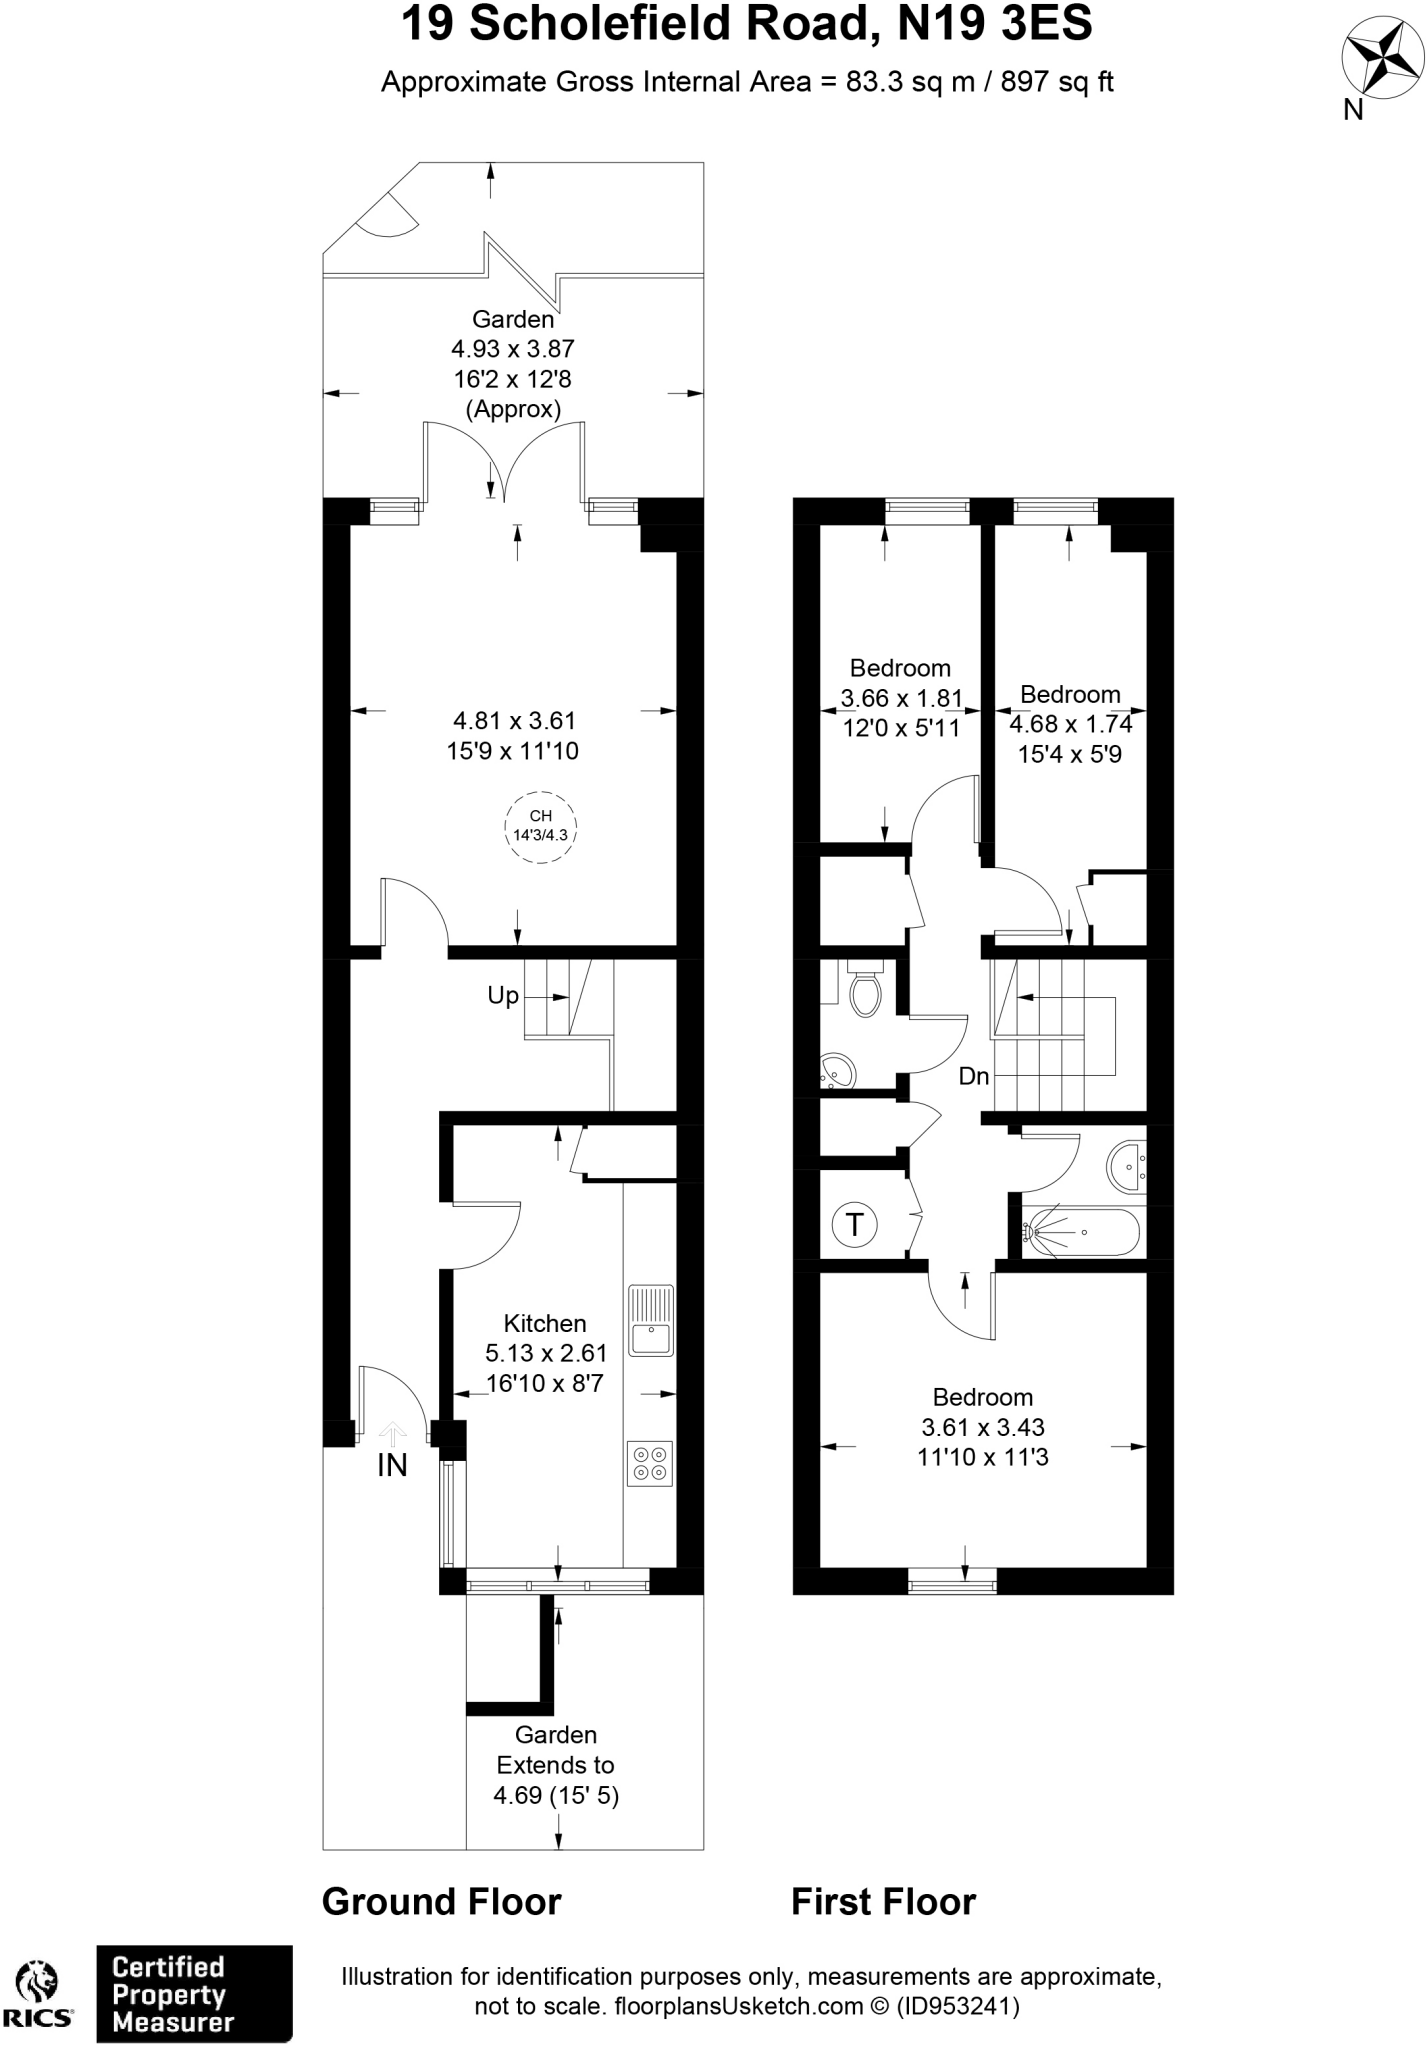 19 Scholefield Road, N19 3ES
Approximate Gross Internal Area = 83.3 sq m / 897 sq ft
N
Garden
4.93 x 3.87
16'2 x 12'8
(Approx)
4.81 x 3.61
15'9 x 11'10
CH
14'3/4.3
Up
Kitchen
5.13 x 2.61
16'10 x 8'7
IN
Garden
Extends to
4.69 (15' 5)
Ground Floor
Bedroom
3.66 x 1.81
12'0 x 5'11
Bedroom
4.68 x 1.74
15'4 x 5'9
Dn
T
Bedroom
3.61 x 3.43
11'10 x 11'3
First Floor
RICS®
Certified
Property
Measurer
Illustration for identification purposes only, measurements are approximate,
not to scale. floorplansUsketch.com © (ID953241)